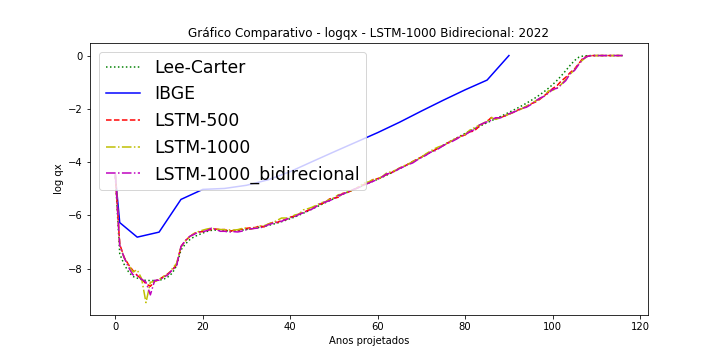 Gráfico Comparativo - logqx - LSTM-1000 Bidirecional: 2022
Lee-Carter
IBGE
LSTM-500
LSTM-1000
LSTM-1000_bidirecional
log qx
0
−2
−4
−6
−8
0 20 40 60 80 100 120
Anos projetados